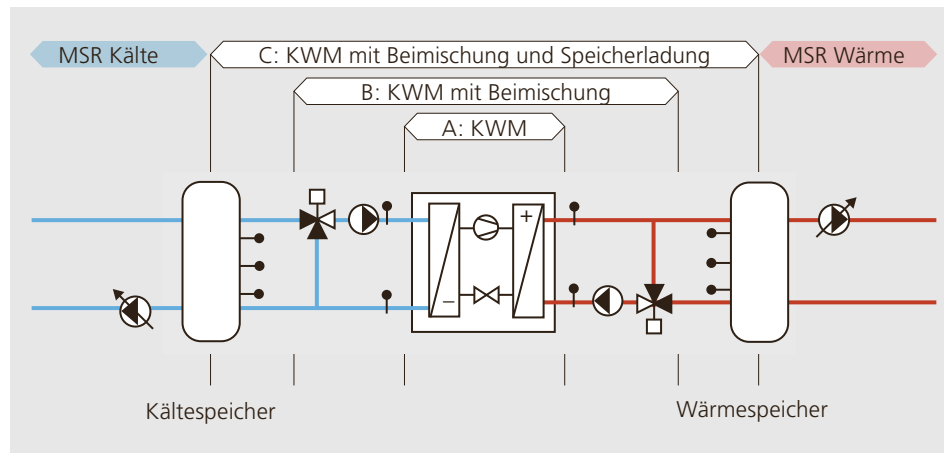 MSR Kälte
C: KWM mit Beimischung und Speicherladung
MSR Wärme
B: KWM mit Beimischung
A: KWM
+
–
Kältespeicher
Wärmespeicher